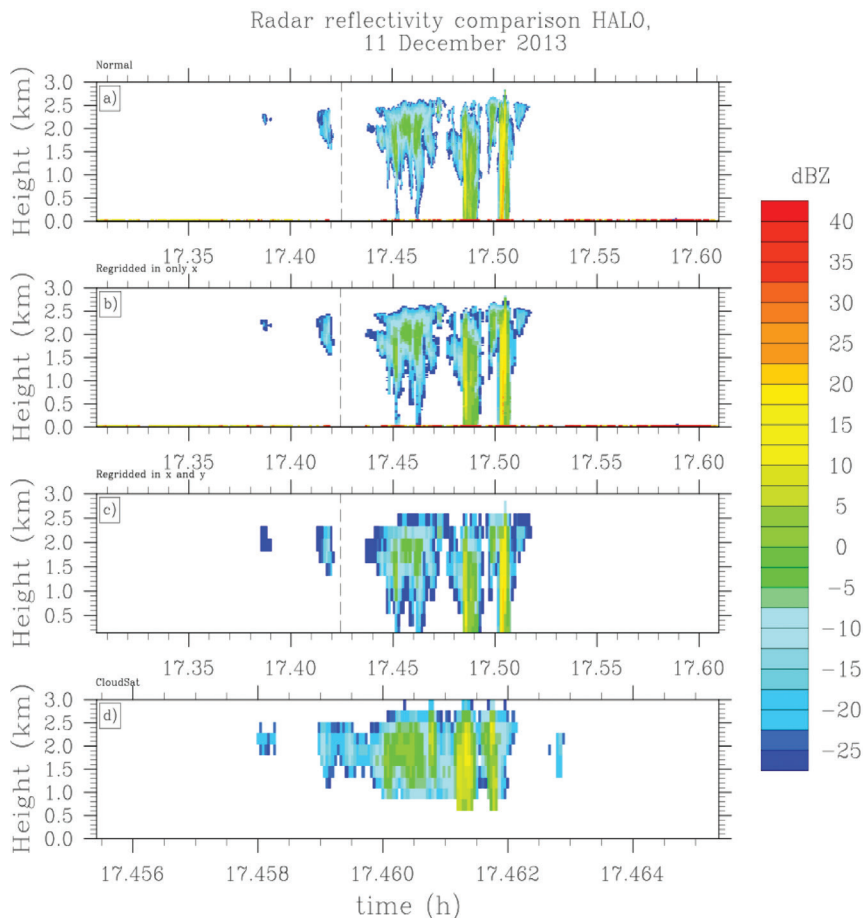 Radar reflectivity comparison HALO,
11 December 2013
Normal
a)
Height (km)
3.0
2.5
2.0
1.5
1.0
0.5
0.0
17.35 17.40 17.45 17.50 17.55 17.60
Regridded in only x
b)
Height (km)
3.0
2.5
2.0
1.5
1.0
0.5
0.0
17.35 17.40 17.45 17.50 17.55 17.60
Regridded in x and y
c)
Height (km)
3.0
2.5
2.0
1.5
1.0
0.5
17.35 17.40 17.45 17.50 17.55 17.60
CloudSat
d)
Height (km)
3.0
2.5
2.0
1.5
1.0
0.5
0.0
17.456 17.458 17.460 17.462 17.464
time (h)
dBZ
40
35
30
25
20
15
10
5
0
-5
-10
-15
-20
-25